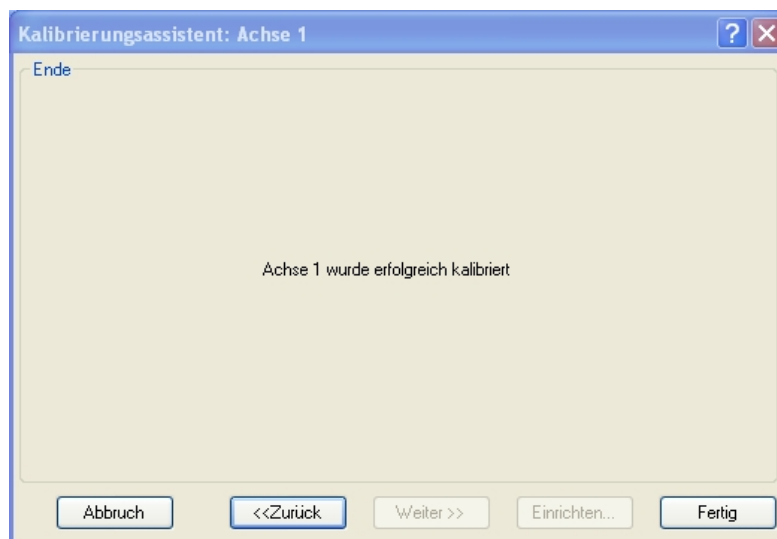 Kalibrierungsassistent: Achse 1
?
Ende
Achse 1 wurde erfolgreich kalibriert
Abbruch <<Zurück Weiter >> Einrichten... Fertig